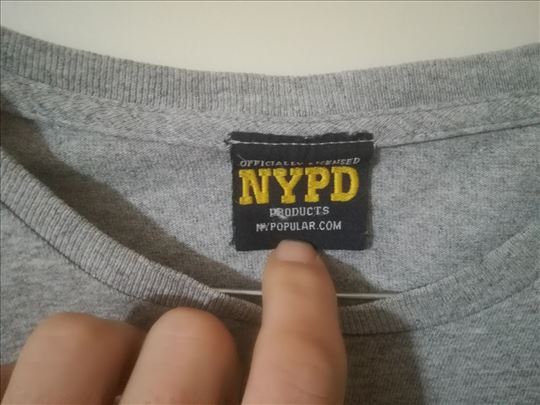 OFFICIALLY LICENSED
NYPD
PRODUCTS
NYPOPULAR.COM